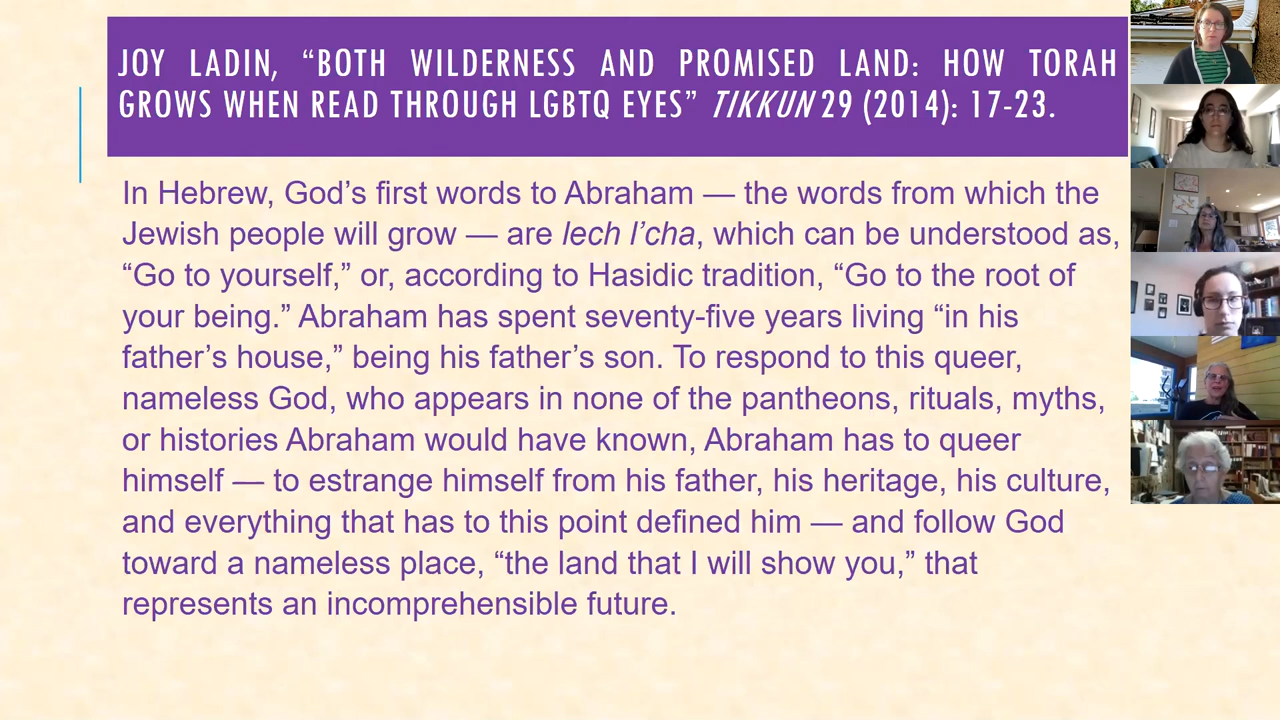 JOY LADIN, “BOTH WILDERNESS AND PROMISED LAND: HOW TORAH
GROWS WHEN READ THROUGH LGBTQ EYES” TIKKUN 29 (2014): 17-23.
In Hebrew, God’s first words to Abraham — the words from which the
Jewish people will grow — are lech l’cha, which can be understood as,
“Go to yourself,” or, according to Hasidic tradition, “Go to the root of
your being.” Abraham has spent seventy-five years living “in his
father’s house,” being his father’s son. To respond to this queer,
nameless God, who appears in none of the pantheons, rituals, myths,
or histories Abraham would have known, Abraham has to queer
himself — to estrange himself from his father, his heritage, his culture,
and everything that has to this point defined him — and follow God
toward a nameless place, “the land that I will show you,” that
represents an incomprehensible future.